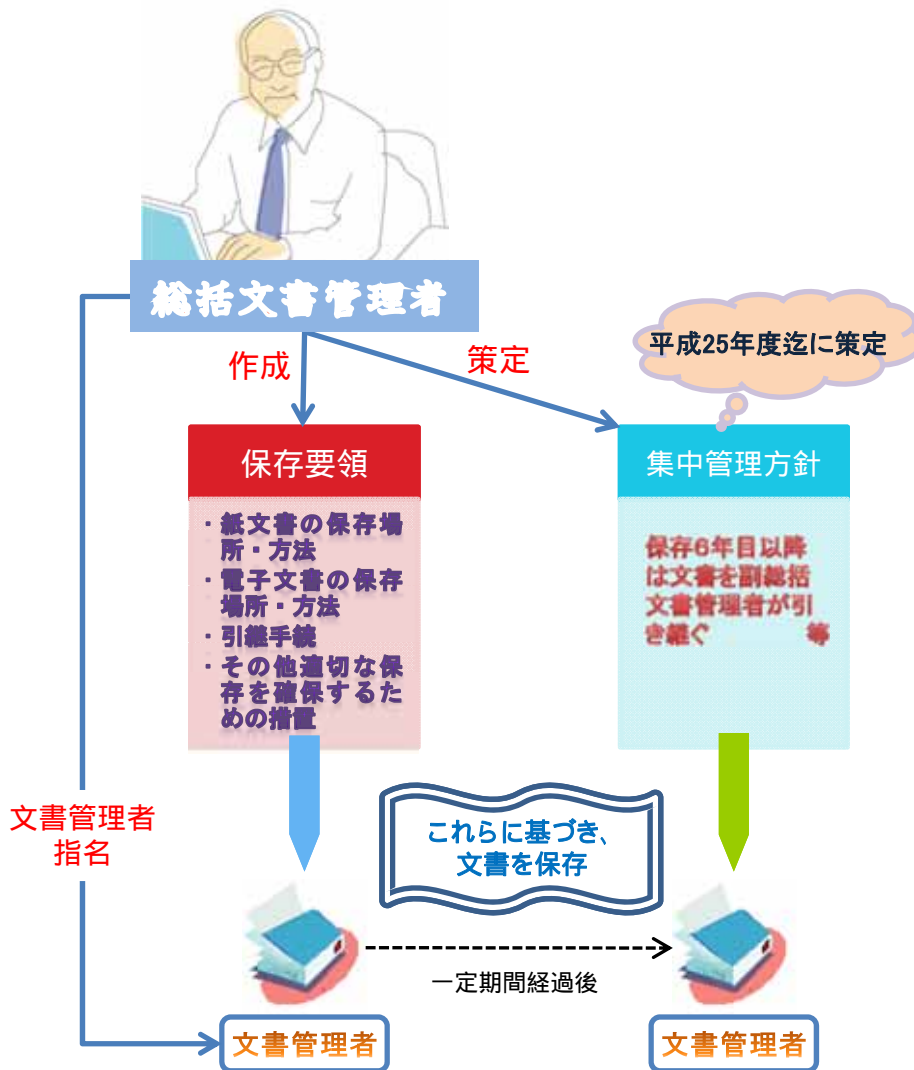 総括文書管理者
作成
策定
平成25年度迄に策定
保存要領
・紙文書の保存場
所・方法
・電子文書の保存
場所・方法
・引継手続
・その他適切な保
存を確保するた
めの措置
集中管理方針
保存6年目以降
は文書を副総括
文書管理者が引
き継ぐ 等
文書管理者
指名
これらに基づき、
文書を保存
一定期間経過後
文書管理者
文書管理者